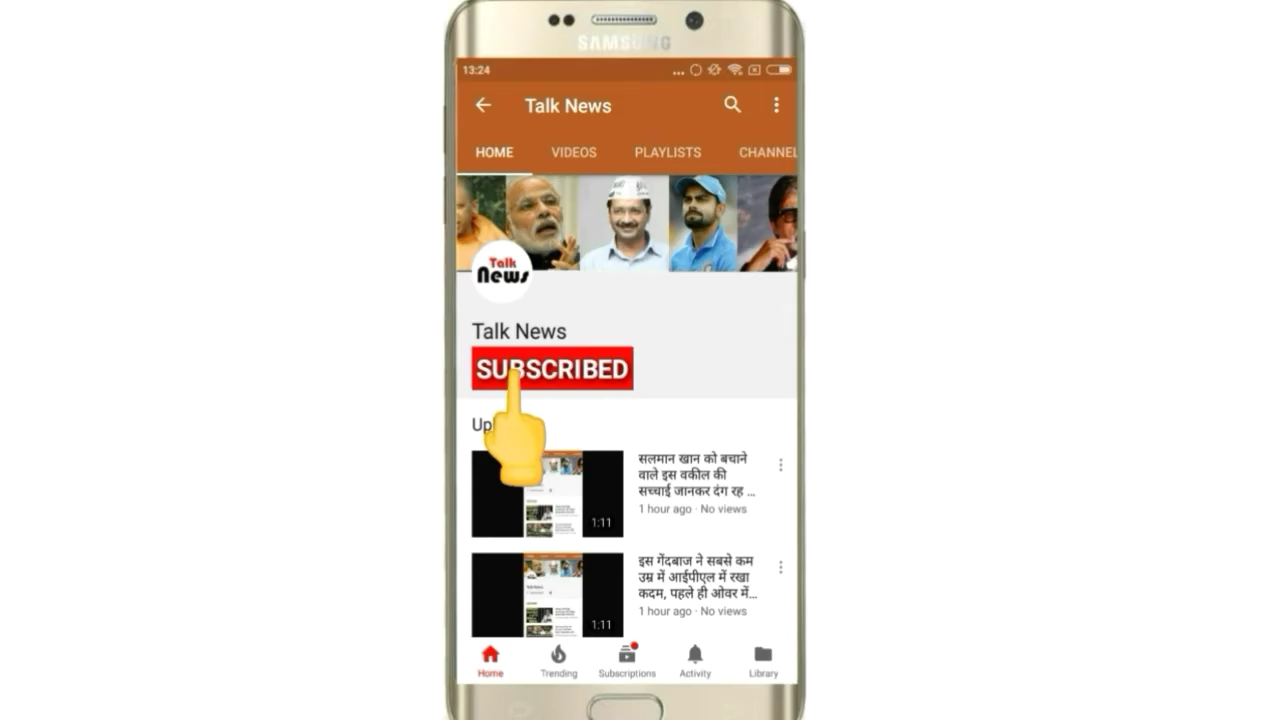 SAMSUNG
13:24
Talk News
HOME VIDEOS PLAYLISTS CHANNEL
Talk
News
Talk News
SUBSCRIBED
सलमान खान को बचाने
वाले इस वकील की
सच्चाई जानकर दंग रह ...
1 hour ago · No views
1:11
इस गेंदबाज ने सबसे कम
उम्र में आईपीएल में रखा
कदम, पहले ही ओवर में...
1 hour ago · No views
1:11
Home Trending Subscriptions Activity Library